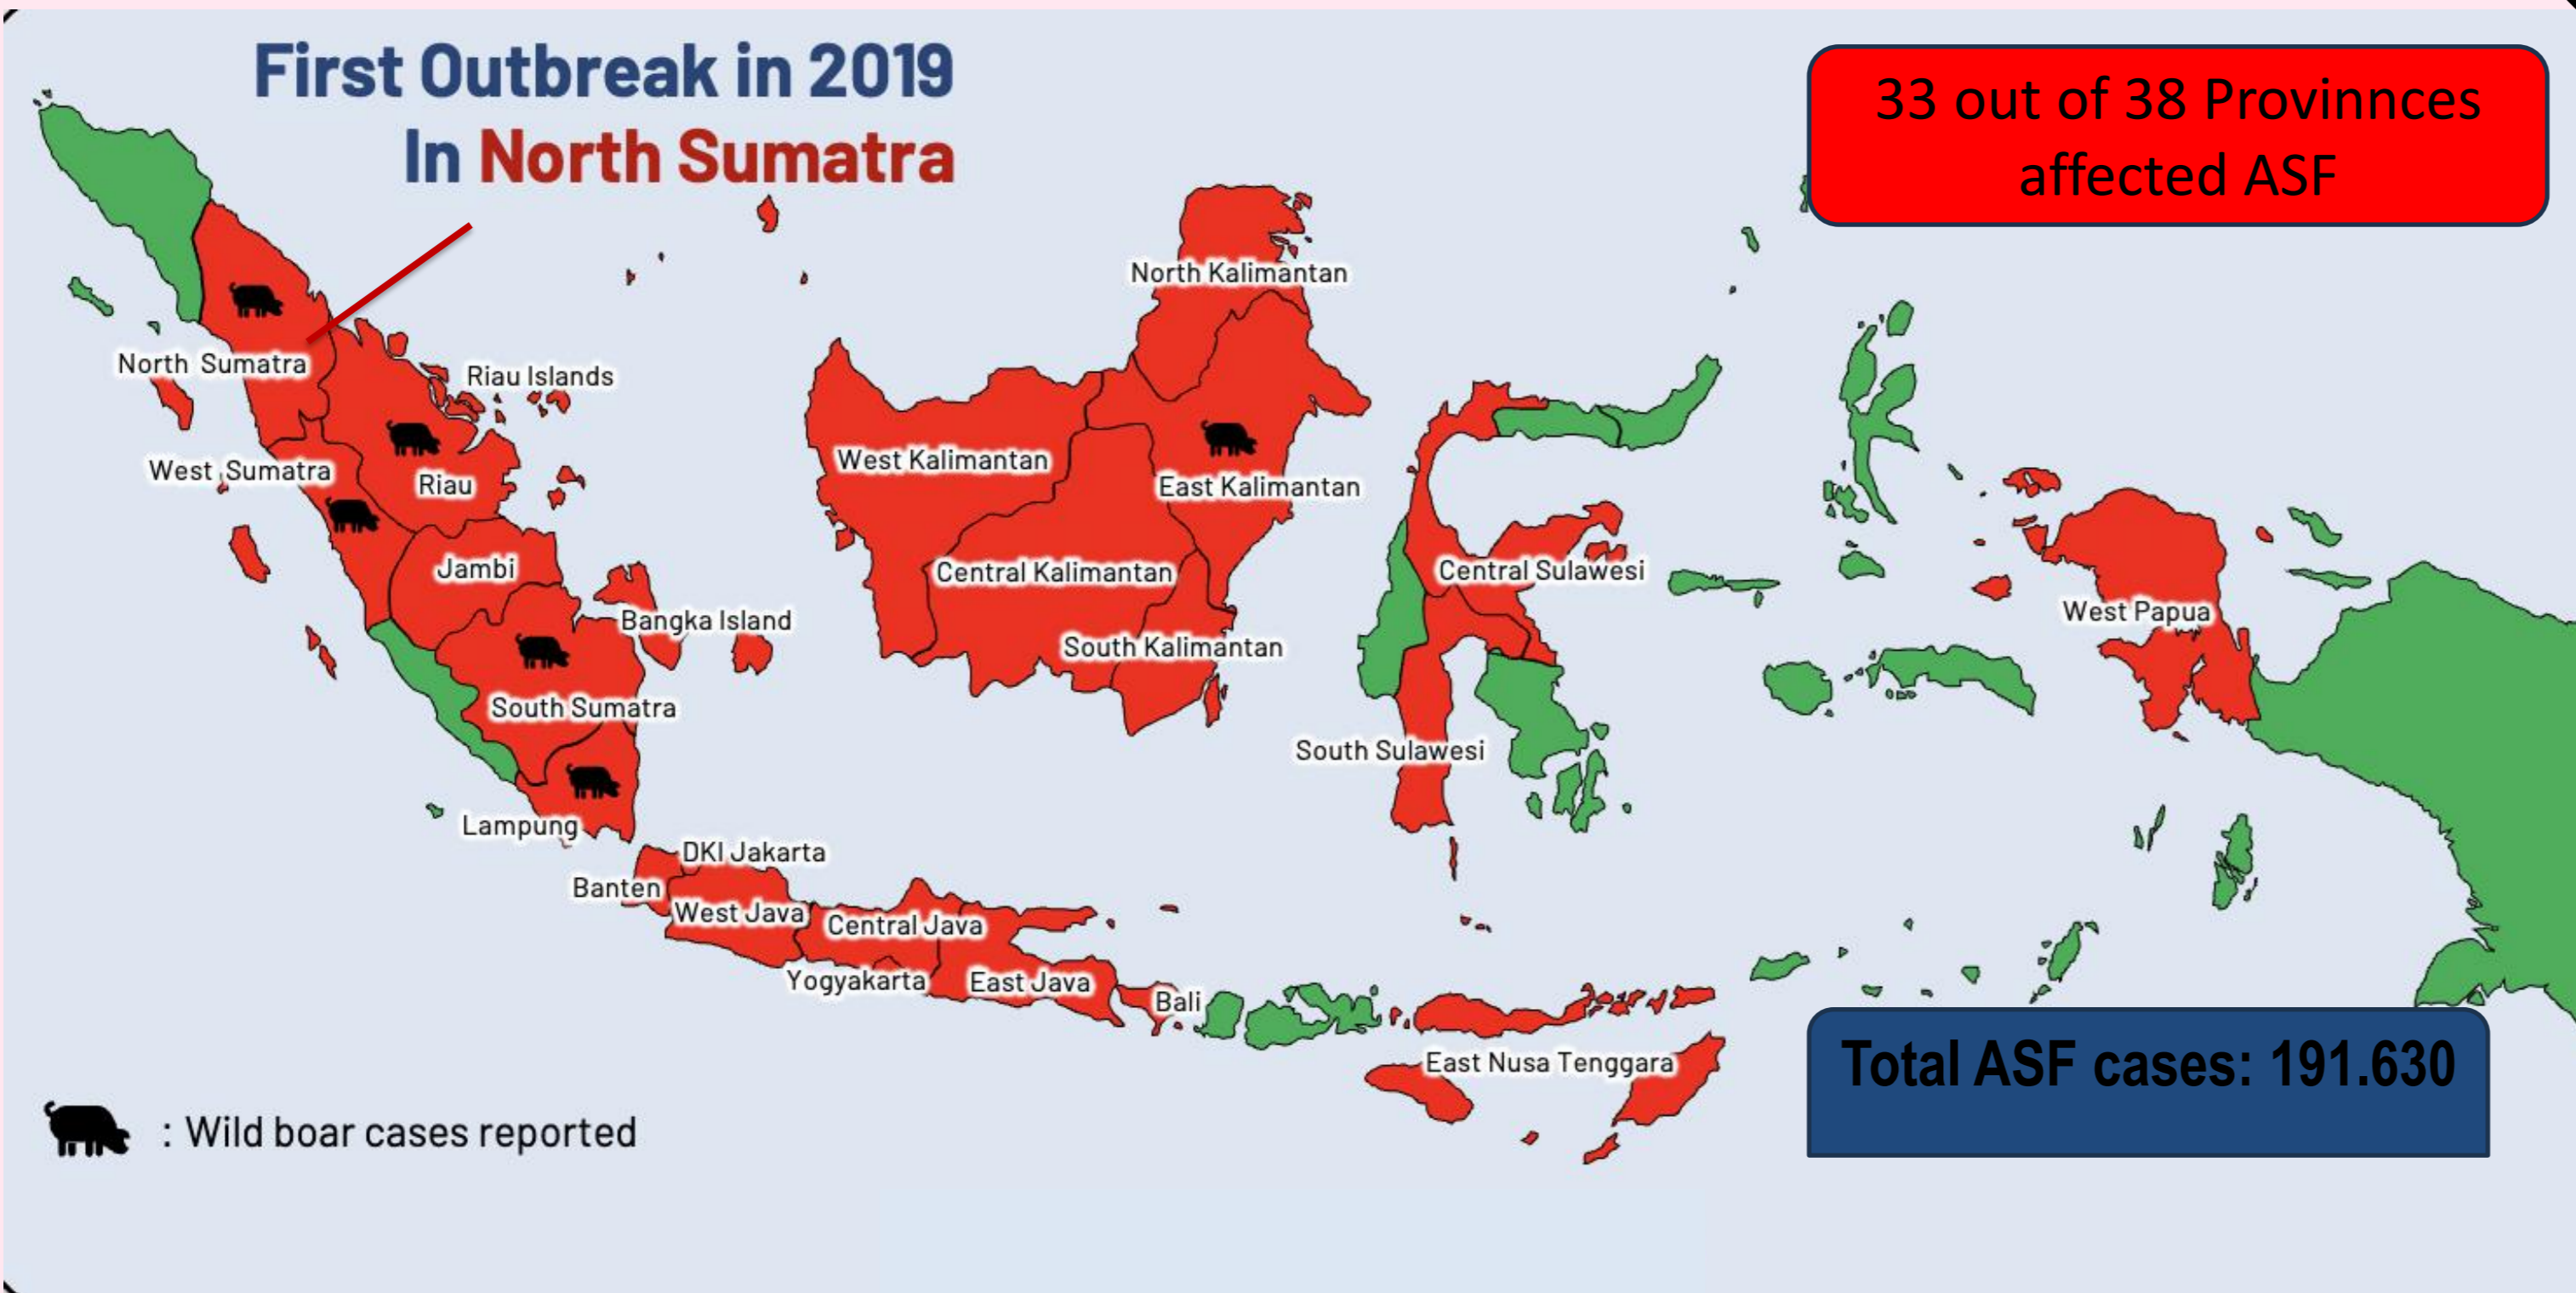 First Outbreak in 2019
In North Sumatra
33 out of 38 Provinnces
affected ASF
North Kalimantan
North Sumatra
Riau Islands
West Kalimantan
West Sumatra
Riau
East Kalimantan
Jambi
Central Kalimantan
Central Sulawesi
West Papua
Bangka Island
South Kalimantan
South Sumatra
South Sulawesi
Lampung
DKI Jakarta
Banten
West Java
Central Java
Yogyakarta
East Java
Bali
East Nusa Tenggara
Total ASF cases: 191.630
: Wild boar cases reported